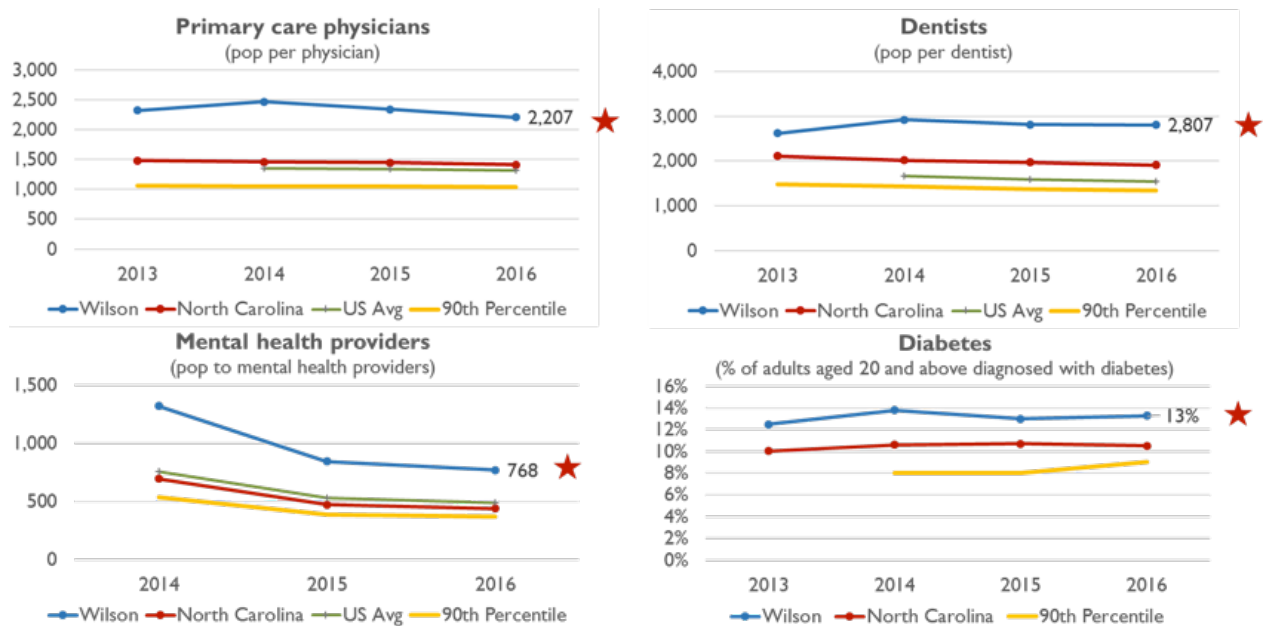 Primary care physicians
(pop per physician)
3,000
2,500
2,000
1,500
1,000
500
0
2,207
2013 2014 2015 2016
Wilson North Carolina US Avg 90th Percentile
Dentists
(pop per dentist)
4,000
3,000
2,000
1,000
0
2,807
2013 2014 2015 2016
Wilson North Carolina US Avg 90th Percentile
Mental health providers
(pop to mental health providers)
1,500
1,000
500
0
768
2014 2015 2016
Wilson North Carolina US Avg 90th Percentile
Diabetes
(% of adults aged 20 and above diagnosed with diabetes)
16%
14%
12%
10%
8%
6%
4%
2%
0%
13%
2013 2014 2015 2016
Wilson North Carolina 90th Percentile